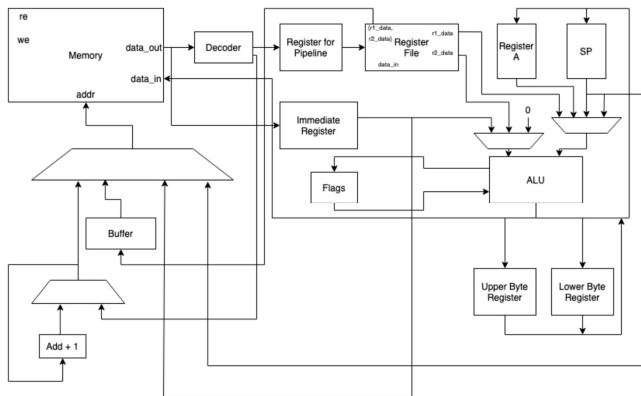 re
we
Memory
data_out
data_in
addr
Decoder
Register for
Pipeline
{r1_data,
r2_data}
r1_data
Register
File
r2_data
data_in
Register
A
SP
Immediate
Register
0
Flags
ALU
Buffer
Upper Byte
Register
Lower Byte
Register
Add + 1